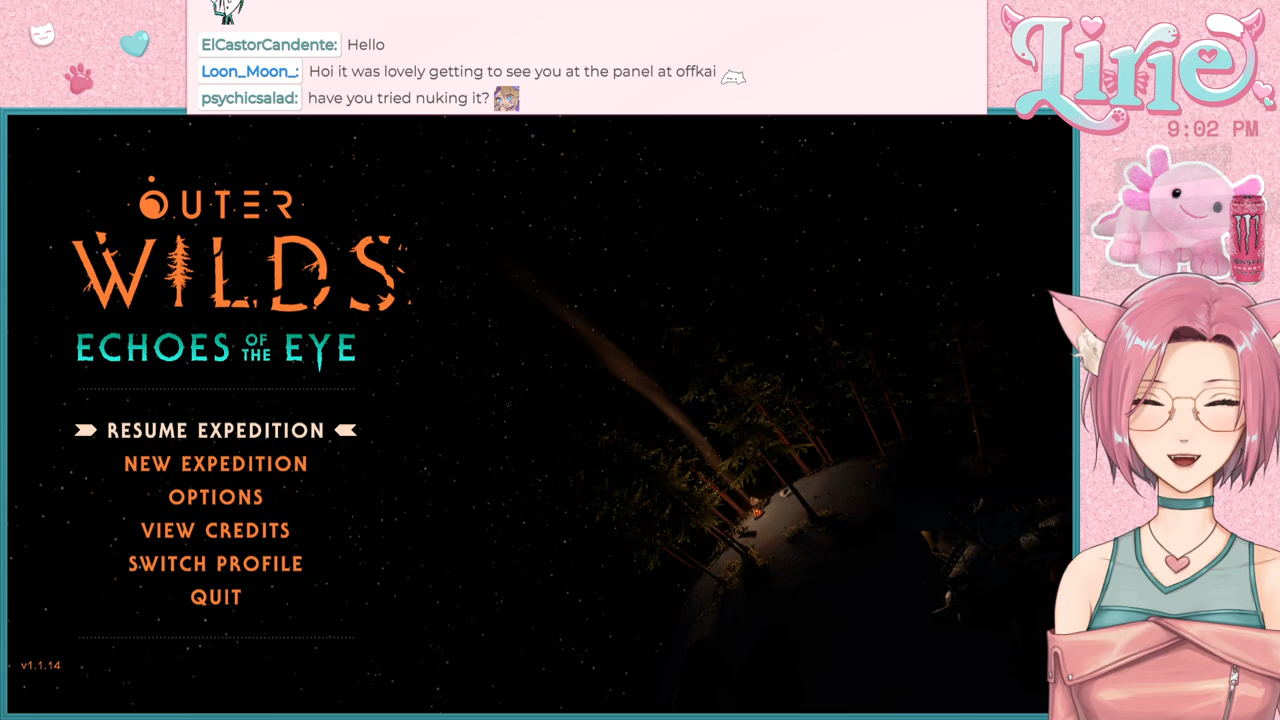 ElCastorCandente: Hello
Loon_Moon_: Hoi it was lovely getting to see you at the panel at offkai
psychicsalad: have you tried nuking it?
Lirie
9:02 PM
OUTER
WILDS
ECHOES OF THE EYE
RESUME EXPEDITION
NEW EXPEDITION
OPTIONS
VIEW CREDITS
SWITCH PROFILE
QUIT
v1.1.14